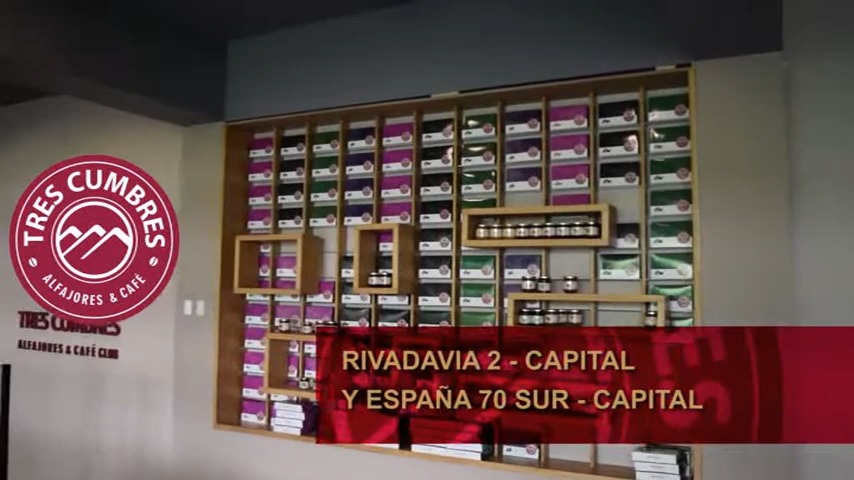 TRES CUMBRES
ALFAJORES & CAFÉ
TRES CUMBRES
ALFAJORES & CAFÉ CLUB
RIVADAVIA 2 - CAPITAL
Y ESPAÑA 70 SUR - CAPITAL